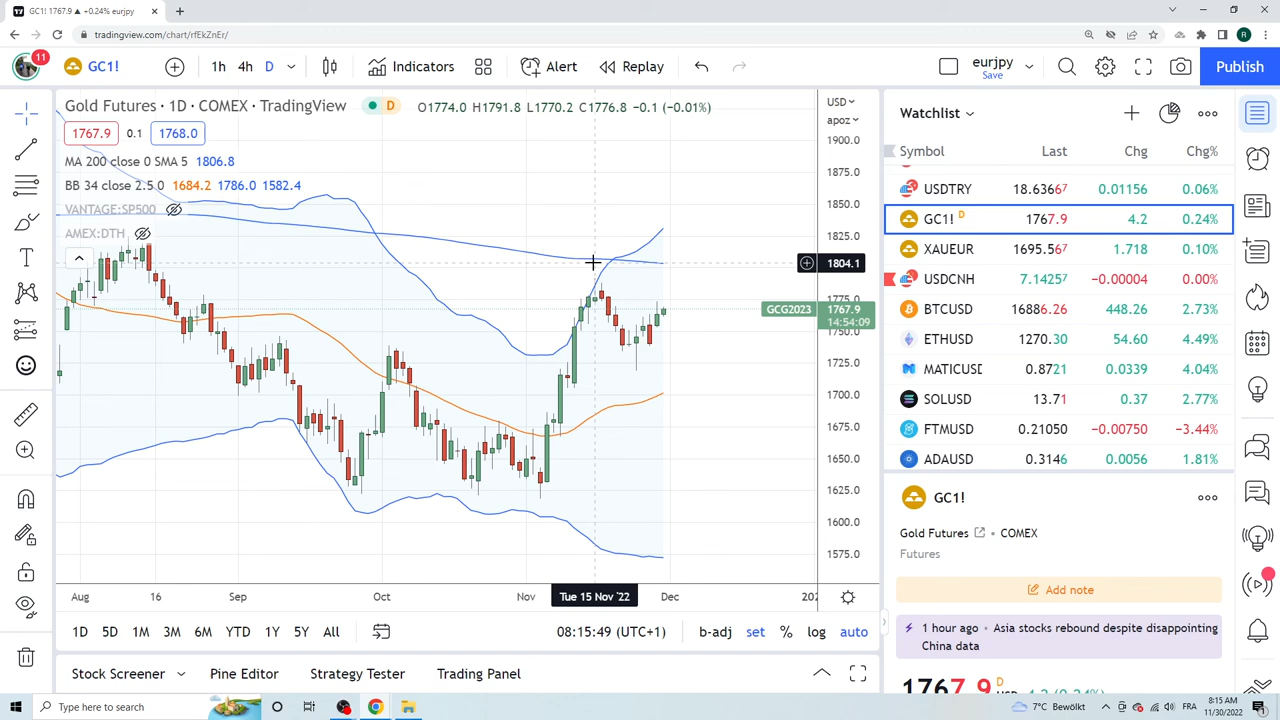 GC1! 1767.9 ▲ +0.24% eurjpy
tradingview.com/chart/rfEkZnEr/
R
11
GC1!
1h 4h D
Indicators
Alert
Replay
eurjpy
Save
Publish
Gold Futures · 1D · COMEX · TradingView
D
O1774.0 H1791.8 L1770.2 C1776.8 −0.1 (−0.01%)
USD
apoz
1767.9 0.1 1768.0
MA 200 close 0 SMA 5 1806.8
BB 34 close 2.5 0 1684.2 1786.0 1582.4
VANTAGE:SP500
AMEX:DTH
1900.0
1875.0
1850.0
1825.0
1804.1
1775.0
GCG2023 1767.9
14:54:09
1750.0
1725.0
1700.0
1675.0
1650.0
1625.0
1600.0
1575.0
Aug 16 Sep Oct Nov Tue 15 Nov '22 Dec
1D 5D 1M 3M 6M YTD 1Y 5Y All
08:15:49 (UTC+1)
b-adj set % log auto
Stock Screener Pine Editor Strategy Tester Trading Panel
Watchlist
Symbol Last Chg Chg%
USDTRY 18.63667 0.01156 0.06%
GC1! D 1767.9 4.2 0.24%
XAUEUR 1695.567 1.718 0.10%
USDCNH 7.14257 −0.00004 0.00%
BTCUSD 16886.26 448.26 2.73%
ETHUSD 1270.30 54.60 4.49%
MATICUSD 0.8721 0.0339 4.04%
SOLUSD 13.71 0.37 2.77%
FTMUSD 0.21050 −0.00750 −3.44%
ADAUSD 0.3146 0.0056 1.81%
GC1!
Gold Futures • COMEX
Futures
Add note
1 hour ago • Asia stocks rebound despite disappointing
China data
1767.9 D
Type here to search
7°C Bewölkt
FRA
8:15 AM
11/30/2022